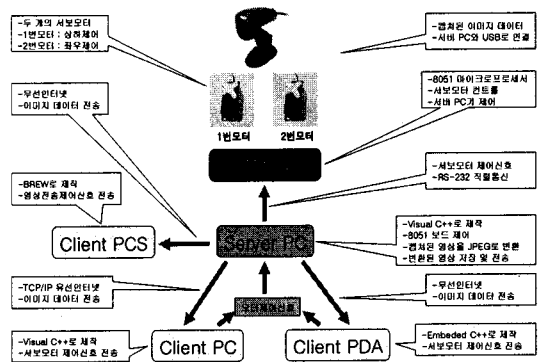 -두 개의 서보모터
-1번모터 : 상하제어
-2번모터 : 좌우제어
-캡쳐된 이미지 데이터
-서버 PC와 USB로 연결
-무선인터넷
-이미지 데이터 전송
-8051 마이크로프로세서
-서보모터 컨트롤
-서버 PC가 제어
1번모터
2번모터
-서보모터 제어신호
-RS-232 직렬통신
-BREW로 제작
-영상전송제어신호 전송
Client PCS
Server PC
-Visual C++로 제작
-8051 보드 제어
-캡쳐된 영상을 JPEG로 변환
-변환된 영상 저장 및 전송
-TCP/IP 유선인터넷
-이미지 데이터 전송
-무선인터넷
-이미지 데이터 전송
-Visual C++로 제작
-서보모터 제어신호 전송
Client PC
Client PDA
-Embeded C++로 제작
-서보모터 제어신호 전송